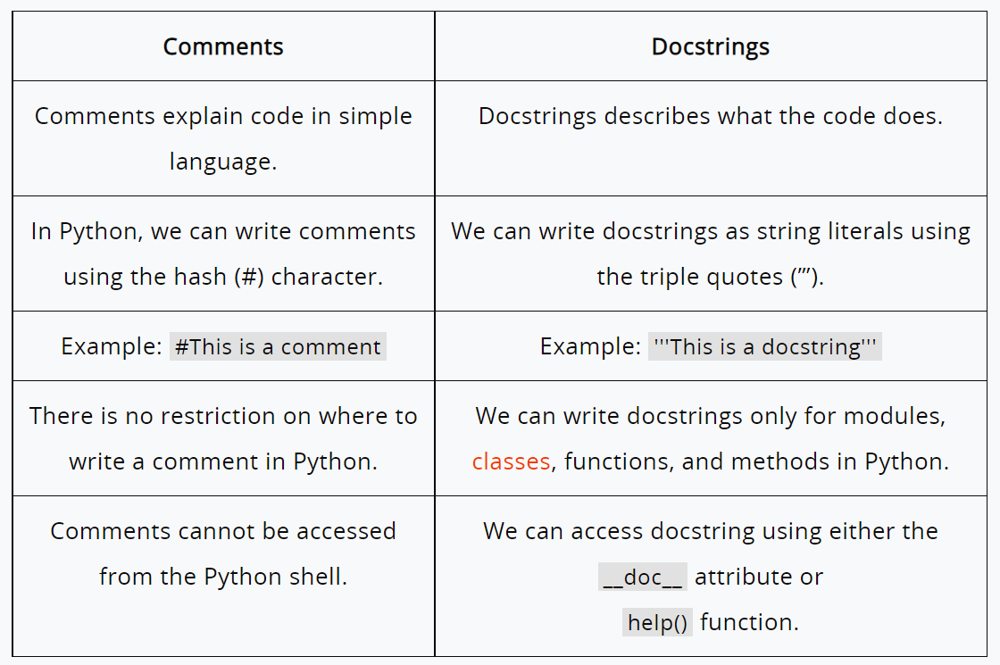 Comments
Docstrings
Comments explain code in simple
language.
Docstrings describes what the code does.
In Python, we can write comments
using the hash (#) character.
We can write docstrings as string literals using
the triple quotes (”’).
Example: #This is a comment
Example: '''This is a docstring'''
There is no restriction on where to
write a comment in Python.
We can write docstrings only for modules,
classes, functions, and methods in Python.
Comments cannot be accessed
from the Python shell.
We can access docstring using either the
__doc__ attribute or
help() function.